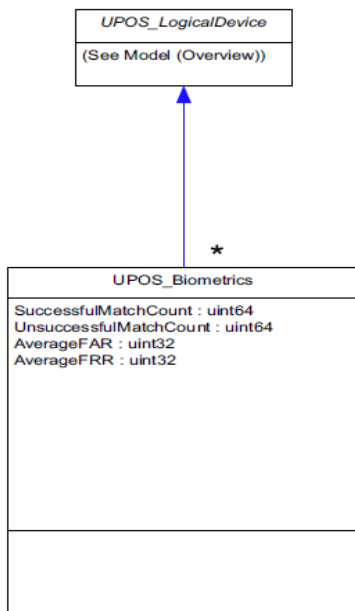 UPOS_LogicalDevice
(See Model (Overview))
*
UPOS_Biometrics
SuccessfulMatchCount : uint64
UnsuccessfulMatchCount : uint64
AverageFAR : uint32
AverageFRR : uint32